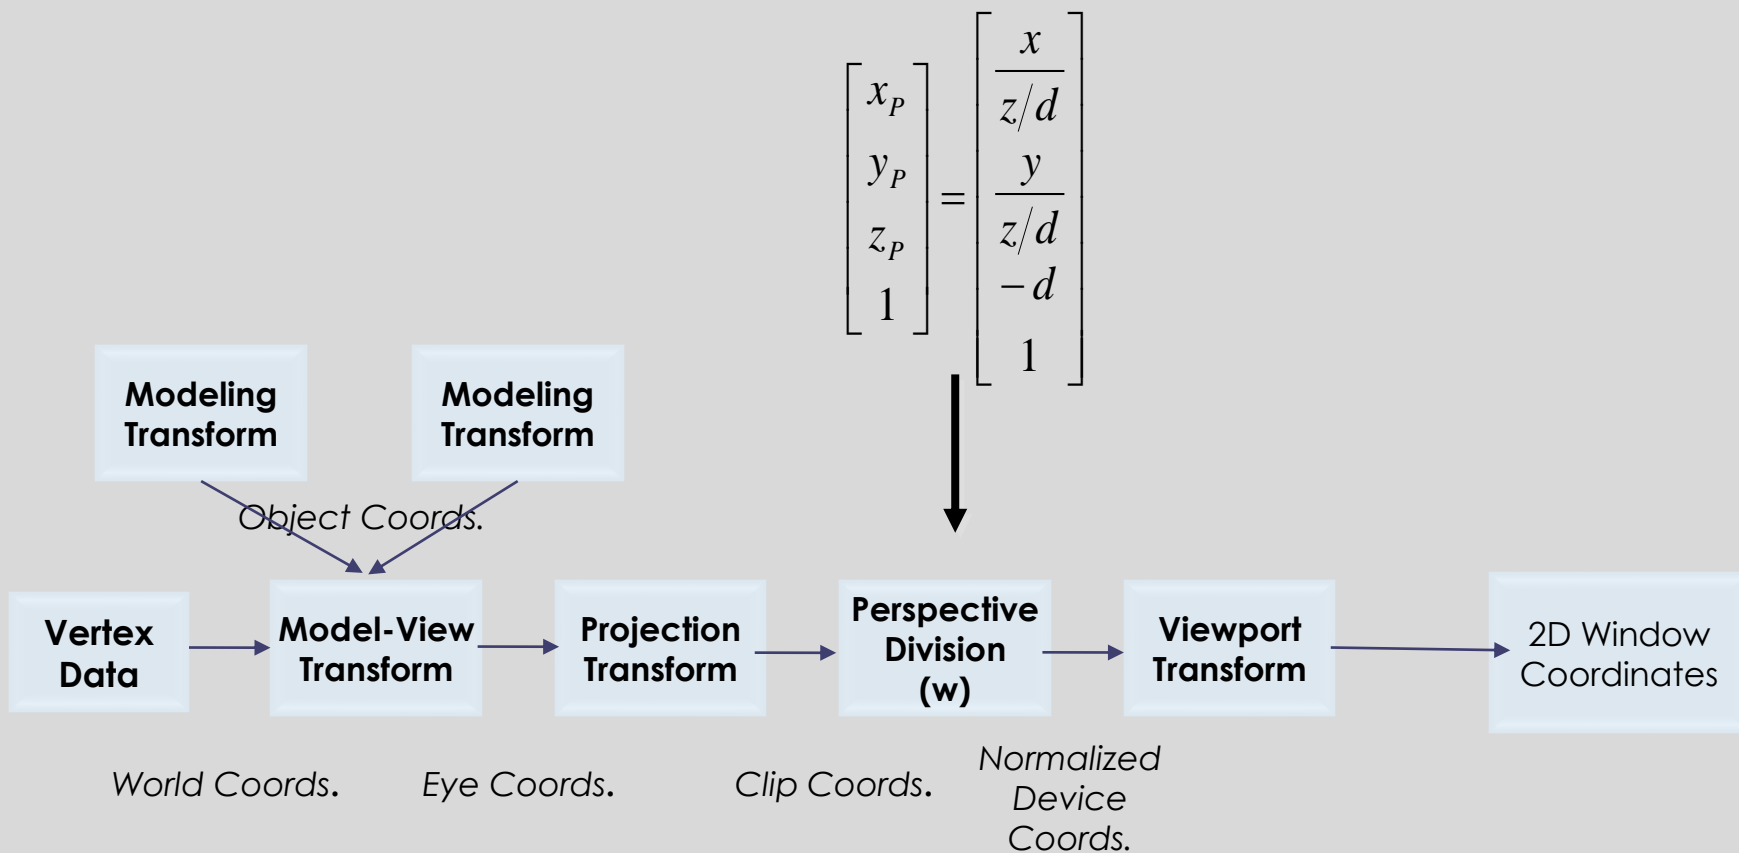 x_P
y_P
z_P
1
=
x
z/d
y
z/d
−d
1
Modeling
Transform
Modeling
Transform
Object Coords.
Vertex
Data
Model-View
Transform
Projection
Transform
Perspective
Division
(w)
Viewport
Transform
2D Window
Coordinates
World Coords.
Eye Coords.
Clip Coords.
Normalized
Device
Coords.